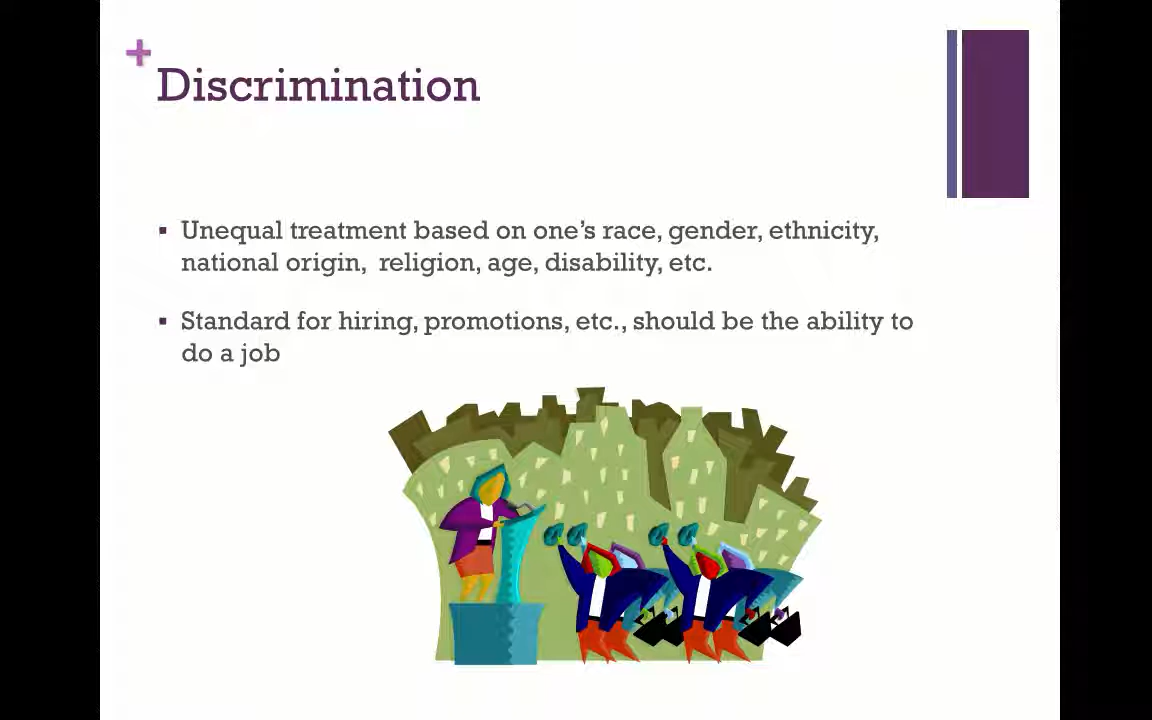 +
Discrimination
▪ Unequal treatment based on one’s race, gender, ethnicity,
national origin,  religion, age, disability, etc.
▪ Standard for hiring, promotions, etc., should be the ability to
do a job